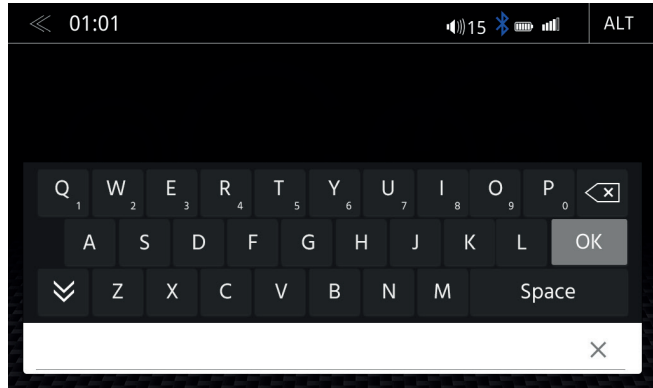 01:01 15 ALT
Q 1 W 2 E 3 R 4 T 5 Y 6 U 7 I 8 O 9 P 0
A S D F G H J K L OK
Z X C V B N M Space